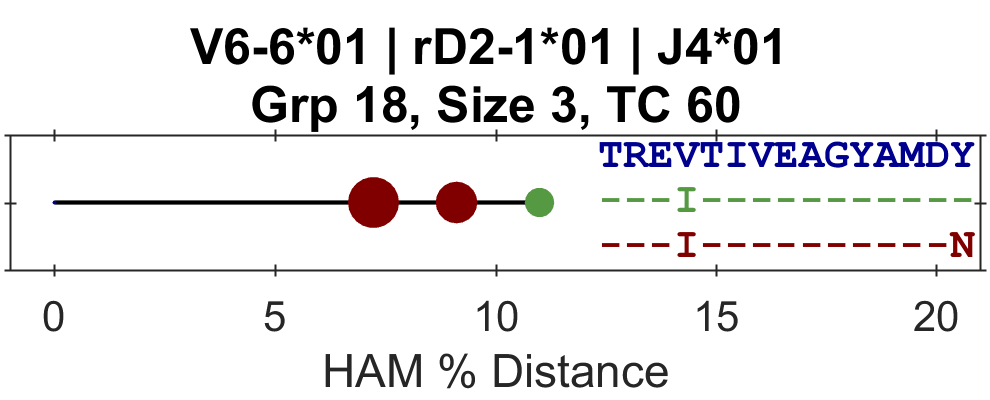 V6-6*01 | rD2-1*01 | J4*01
Grp 18, Size 3, TC 60
TREVTIVEAGYAMDY
---I-----------
---I----------N
0 5 10 15 20
HAM % Distance